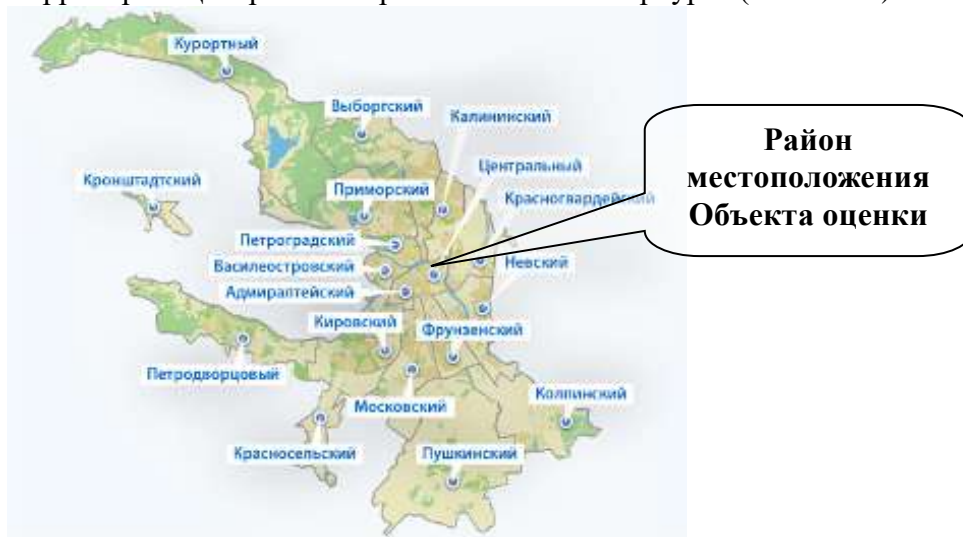 Курортный
Выборгский
Калининский
Центральный
Кронштадтский
Приморский
Красногвардейский
Петроградский
Василеостровский
Невский
Адмиралтейский
Кировский
Фрунзенский
Петродворцовый
Московский
Колпинский
Красносельский
Пушкинский
Район
местоположения
Объекта оценки